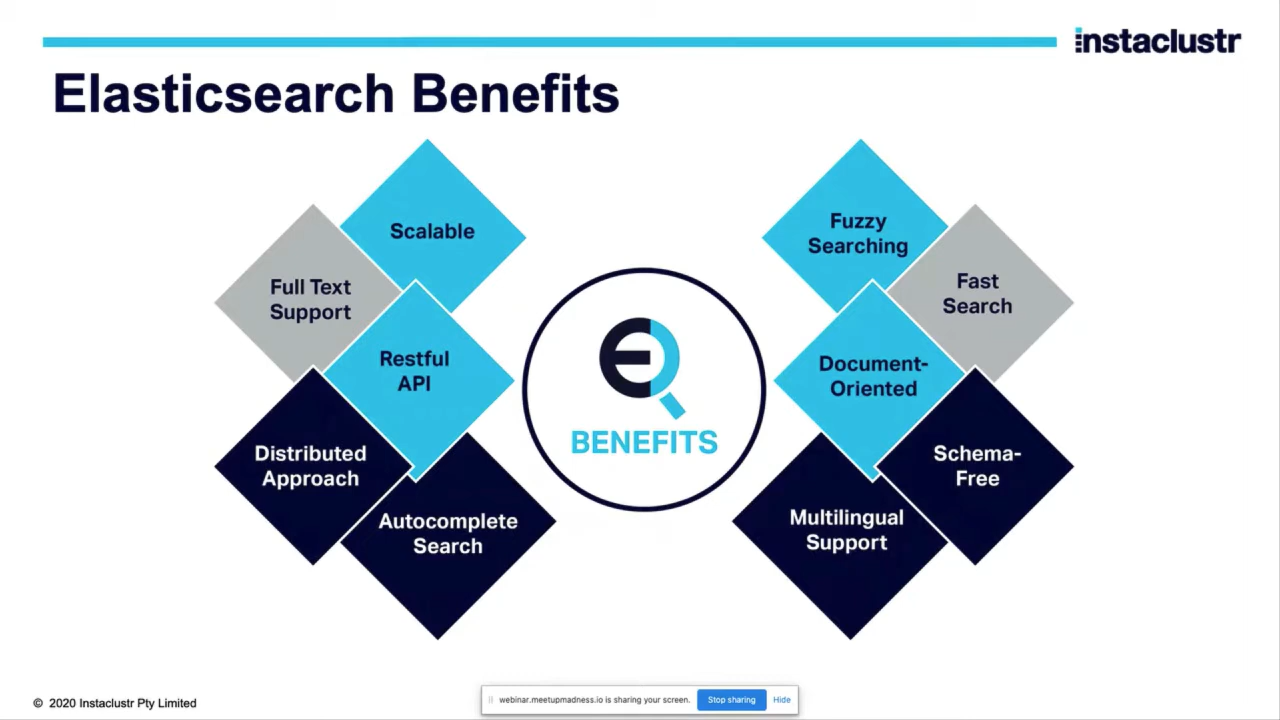 instaclustr
Elasticsearch Benefits
Scalable
Full Text
Support
Restful
API
Distributed
Approach
Autocomplete
Search
BENEFITS
Fuzzy
Searching
Fast
Search
Document-
Oriented
Schema-
Free
Multilingual
Support
© 2020 Instaclustr Pty Limited
webinar.meetupmadness.io is sharing your screen. Stop sharing Hide